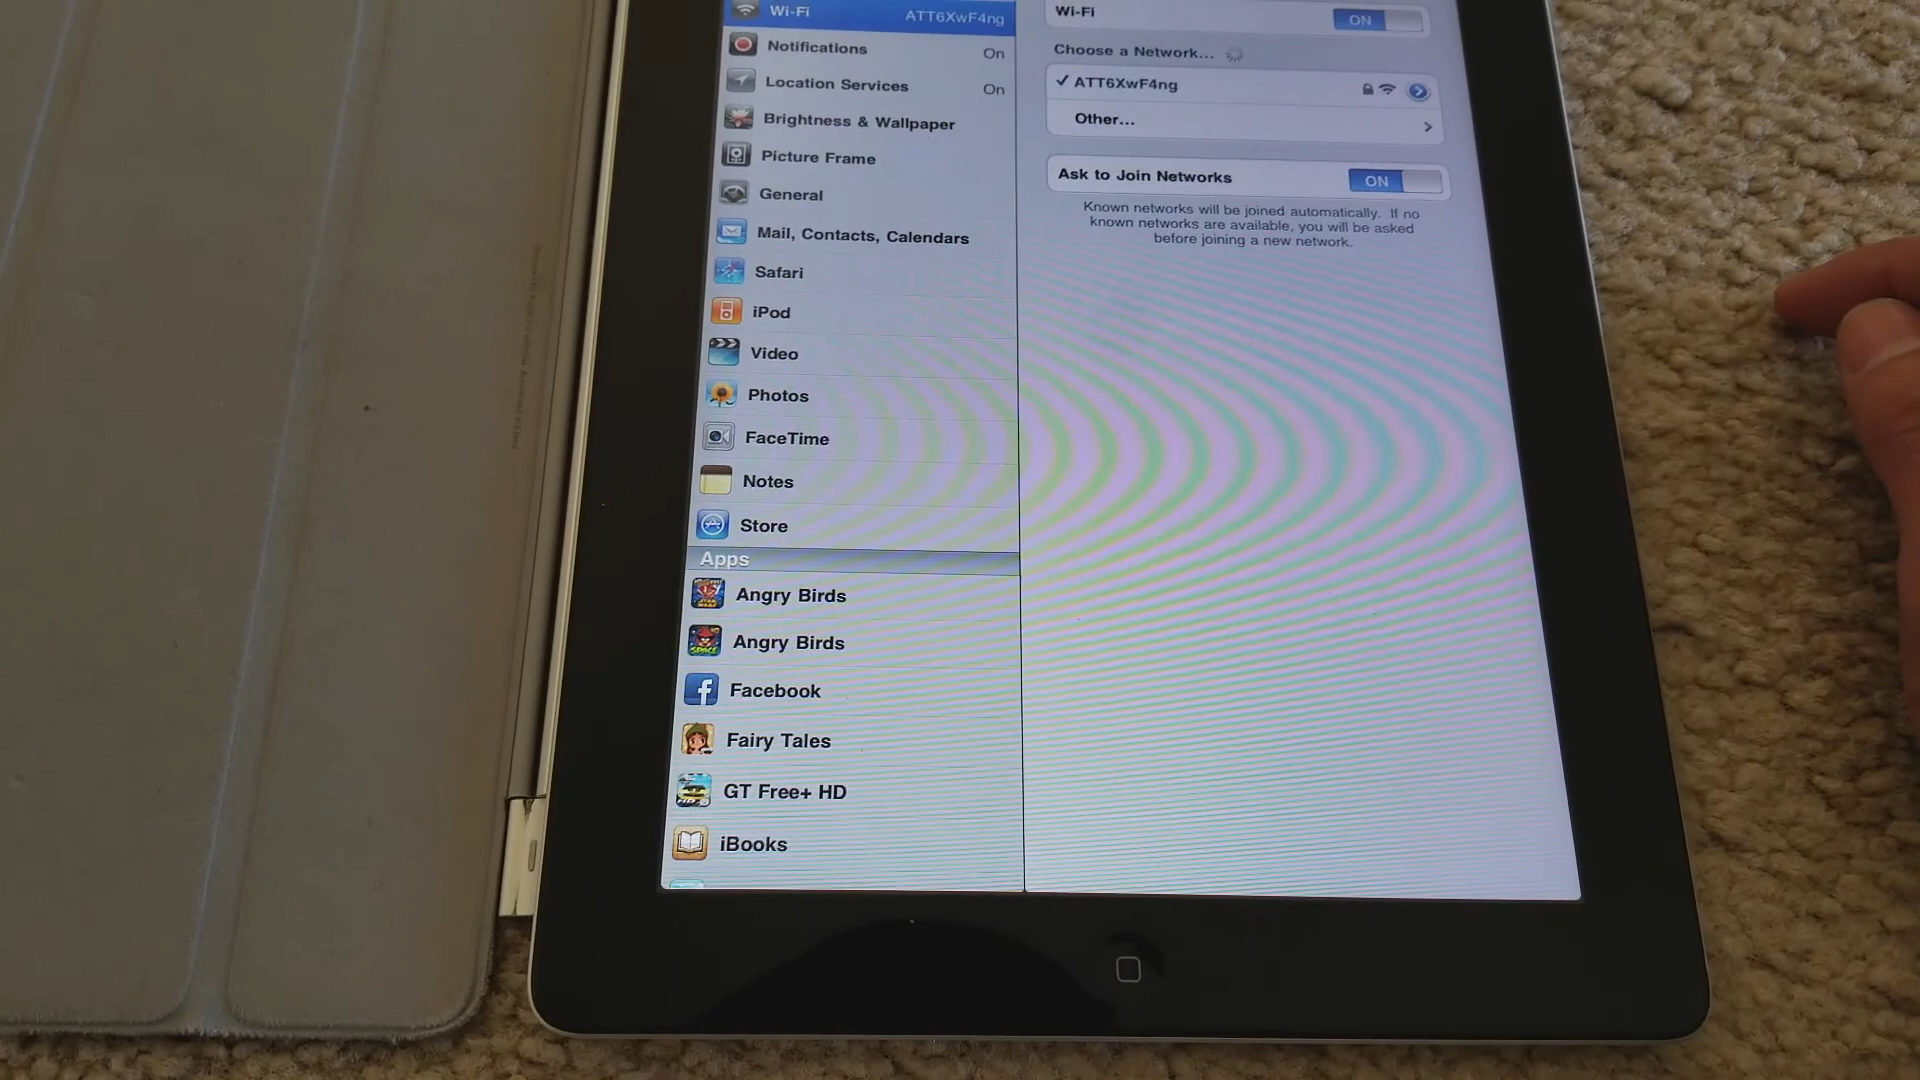 Wi-Fi ATT6XwF4ng
Notifications On
Location Services On
Brightness & Wallpaper
Picture Frame
General
Mail, Contacts, Calendars
Safari
iPod
Video
Photos
FaceTime
Notes
Store
Apps
Angry Birds
Angry Birds
SPACE
Facebook
Fairy Tales
GT Free+ HD
iBooks
Wi-Fi ON
Choose a Network...
ATT6XwF4ng
Other...
Ask to Join Networks ON
Known networks will be joined automatically. If no
known networks are available, you will be asked
before joining a new network.